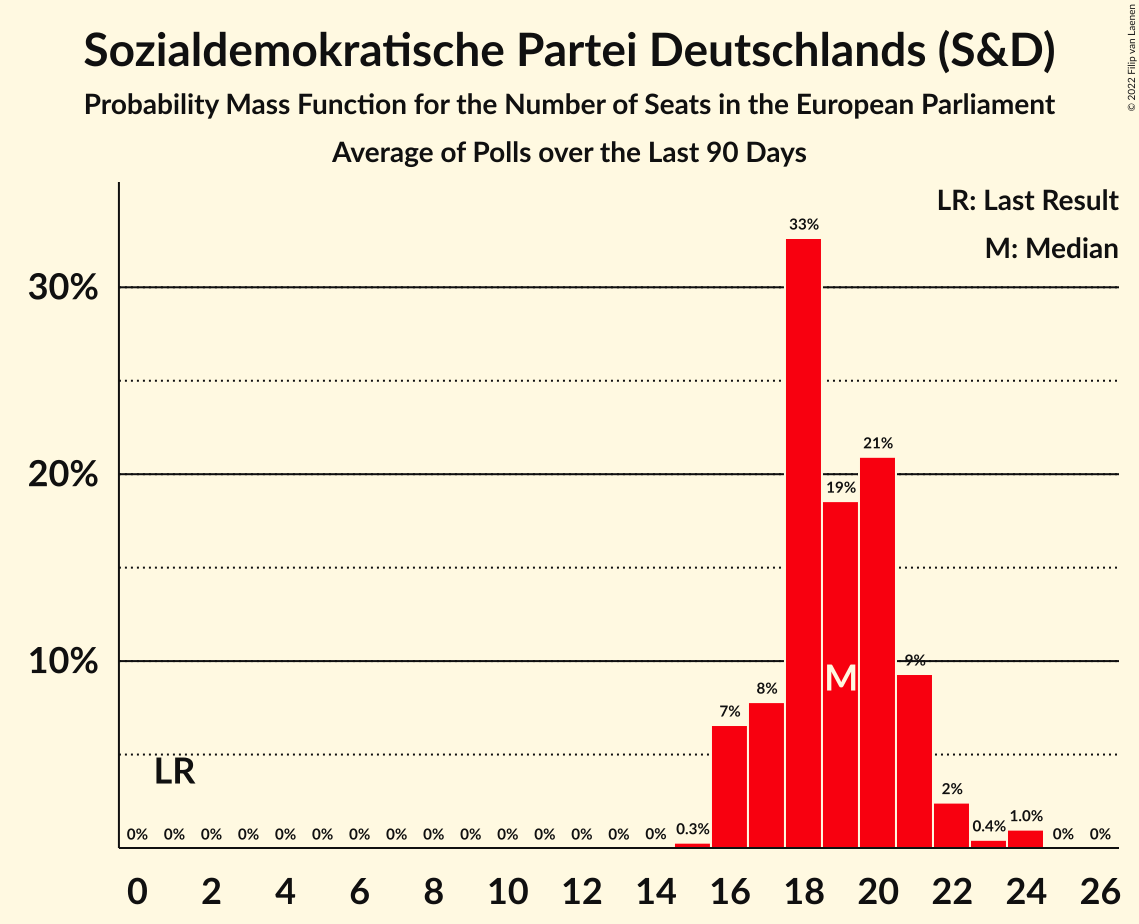 Sozialdemokratische Partei Deutschlands (S&D)
Probability Mass Function for the Number of Seats in the European Parliament
Average of Polls over the Last 90 Days
© 2022 Filip van Laenen
LR: Last Result
M: Median
33%
30%
21%
20%
19%
10%
9%
M
8%
7%
LR
2%
0% 0% 0% 0% 0% 0% 0% 0% 0% 0% 0% 0% 0% 0% 0% 0.3% 0.4% 1.0% 0% 0%
0 2 4 6 8 10 12 14 16 18 20 22 24 26